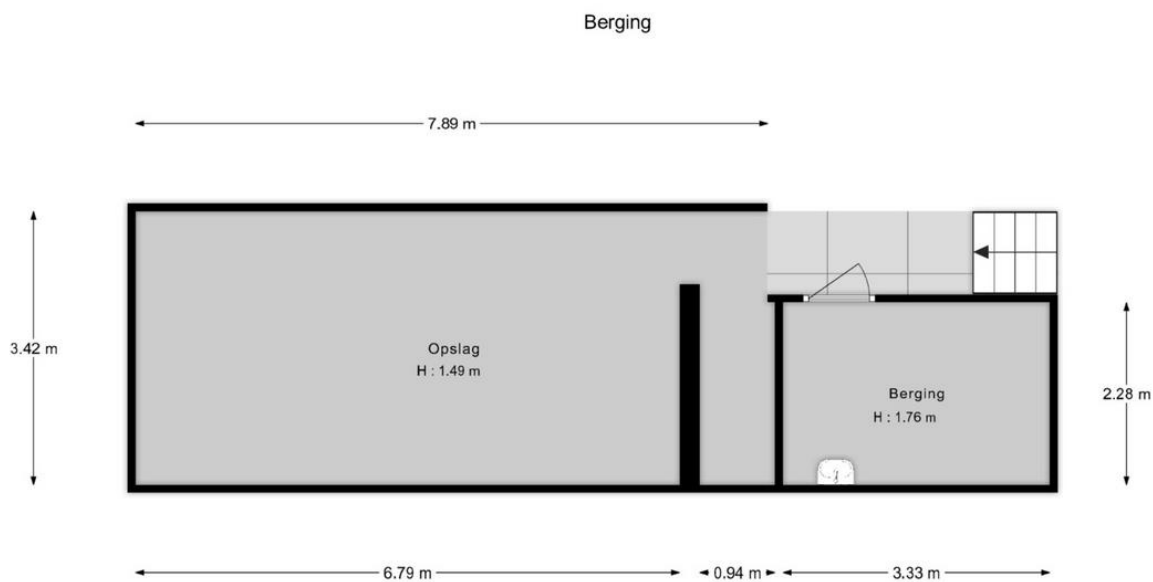 Berging
7.89 m
3.42 m
Opslag
H : 1.49 m
Berging
H : 1.76 m
2.28 m
6.79 m
0.94 m
3.33 m